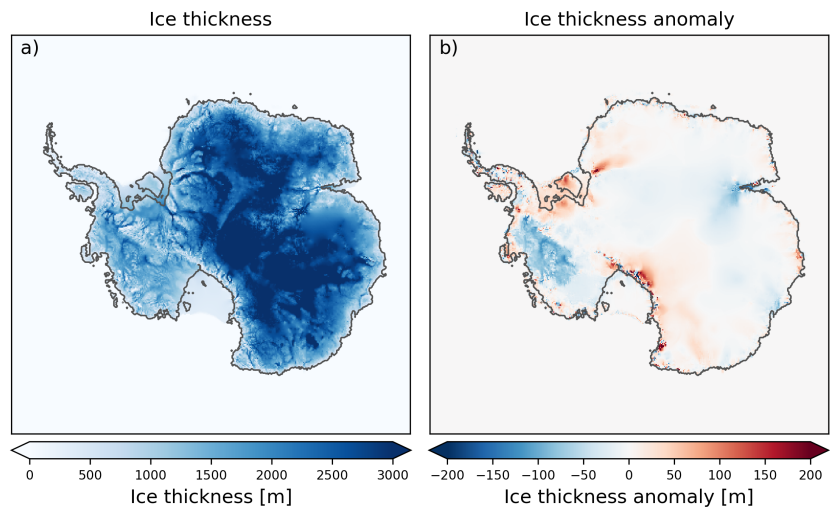 Ice thickness
Ice thickness anomaly
a)
b)
0 500 1000 1500 2000 2500 3000
−200 −150 −100 −50 0 50 100 150 200
Ice thickness [m]
Ice thickness anomaly [m]